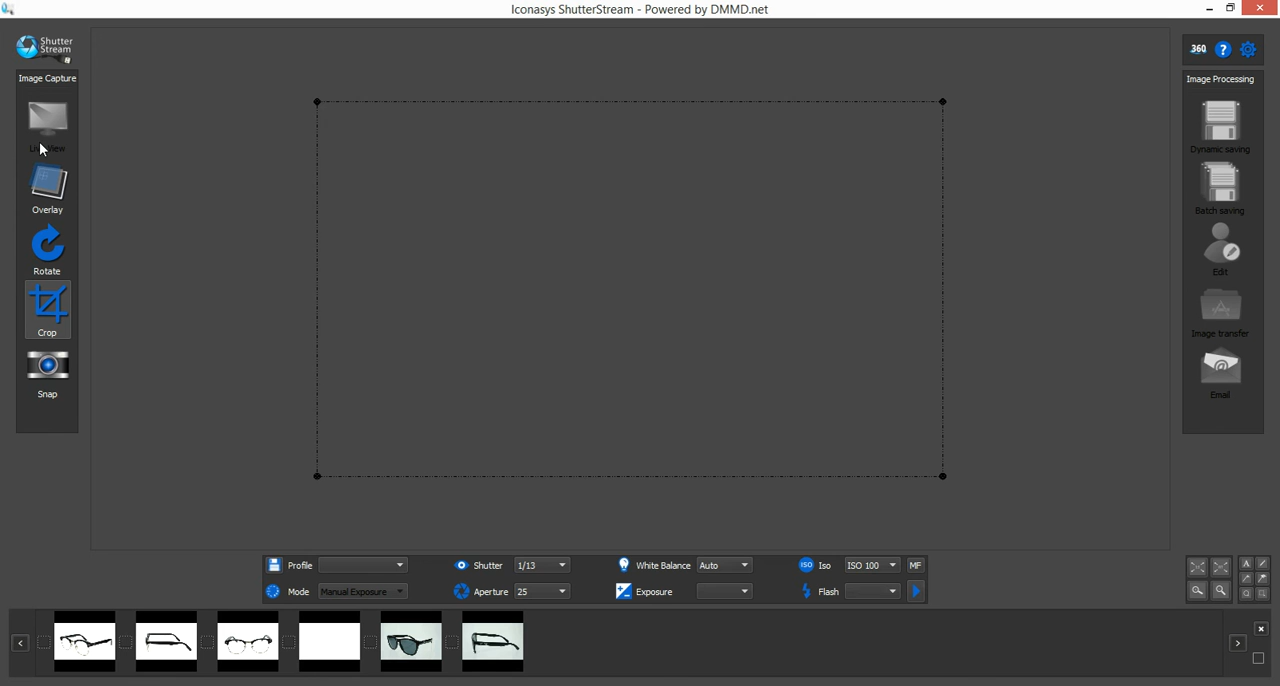 Iconasys ShutterStream - Powered by DMMD.net
Shutter
Stream
Image Capture
Live View
Overlay
Rotate
Crop
Snap
360 ?
Image Processing
Dynamic saving
Batch saving
Edit
Image transfer
Email
Profile
Shutter 1/13
White Balance Auto
ISO Iso ISO 100 MF
Mode Manual Exposure
Aperture 25
Exposure
Flash